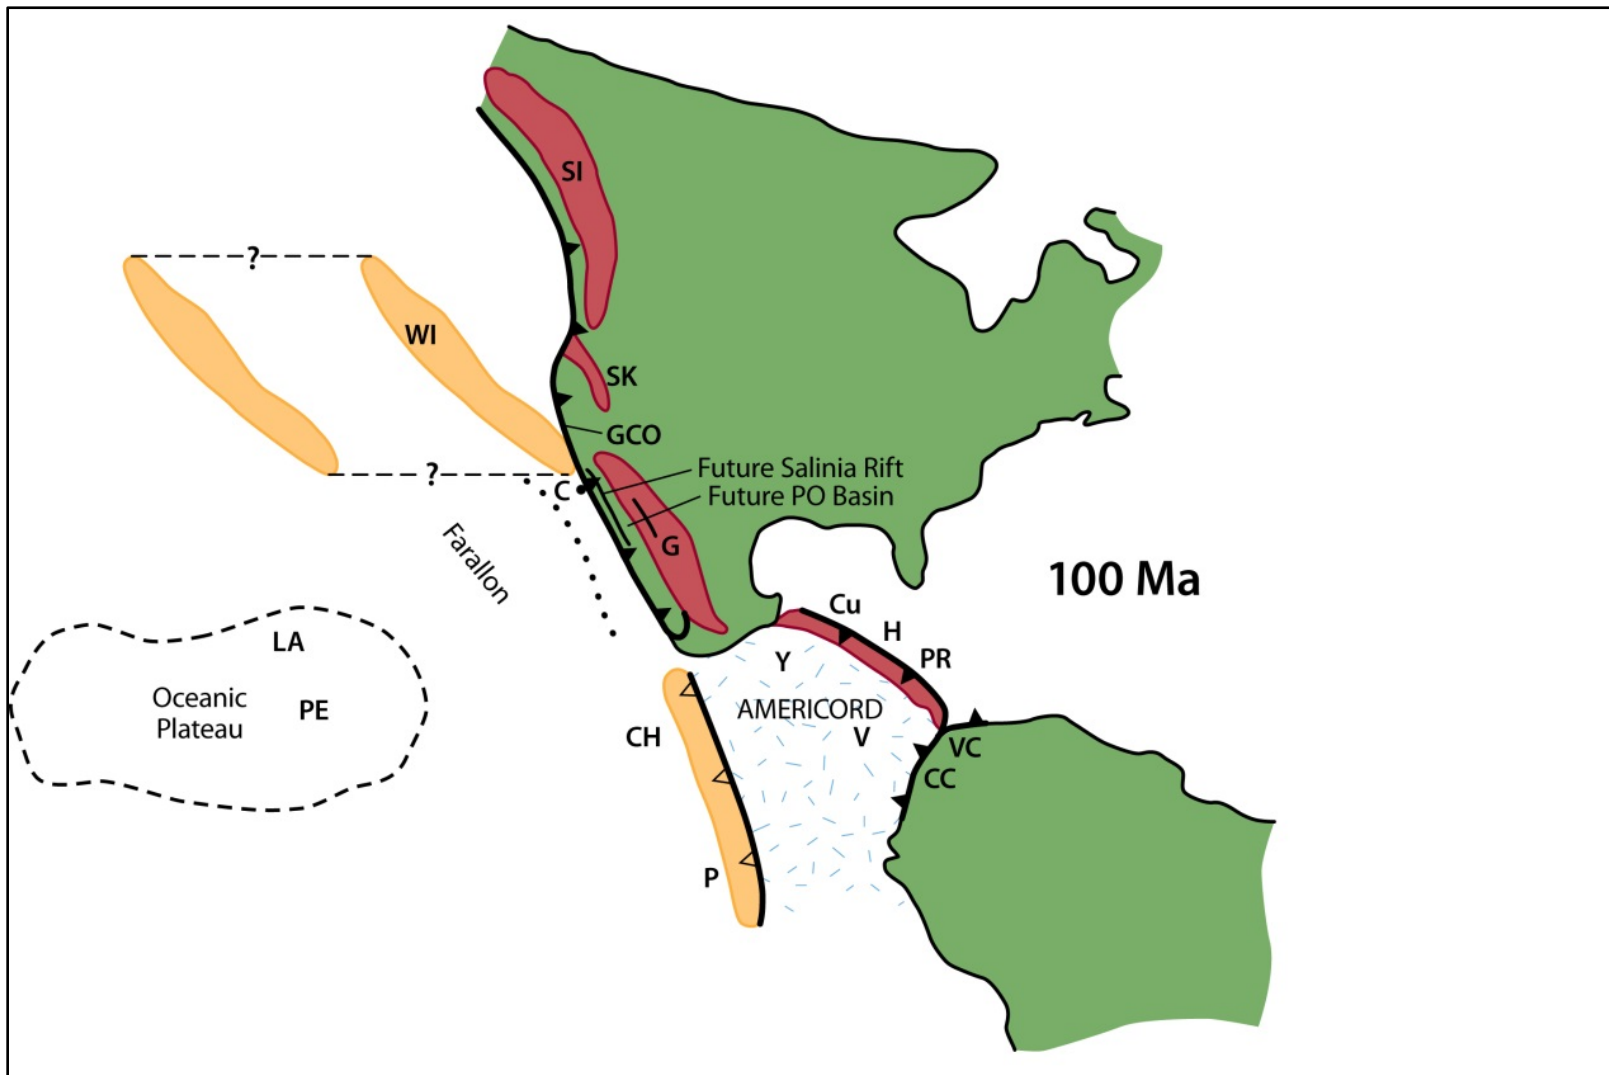 SI
?
WI
SK
GCO
Future Salinia Rift
?
C
Future PO Basin
G
Farallon
100 Ma
Cu
H
LA
PR
Y
Oceanic
Plateau
PE
AMERICORD
CH
V
VC
CC
P